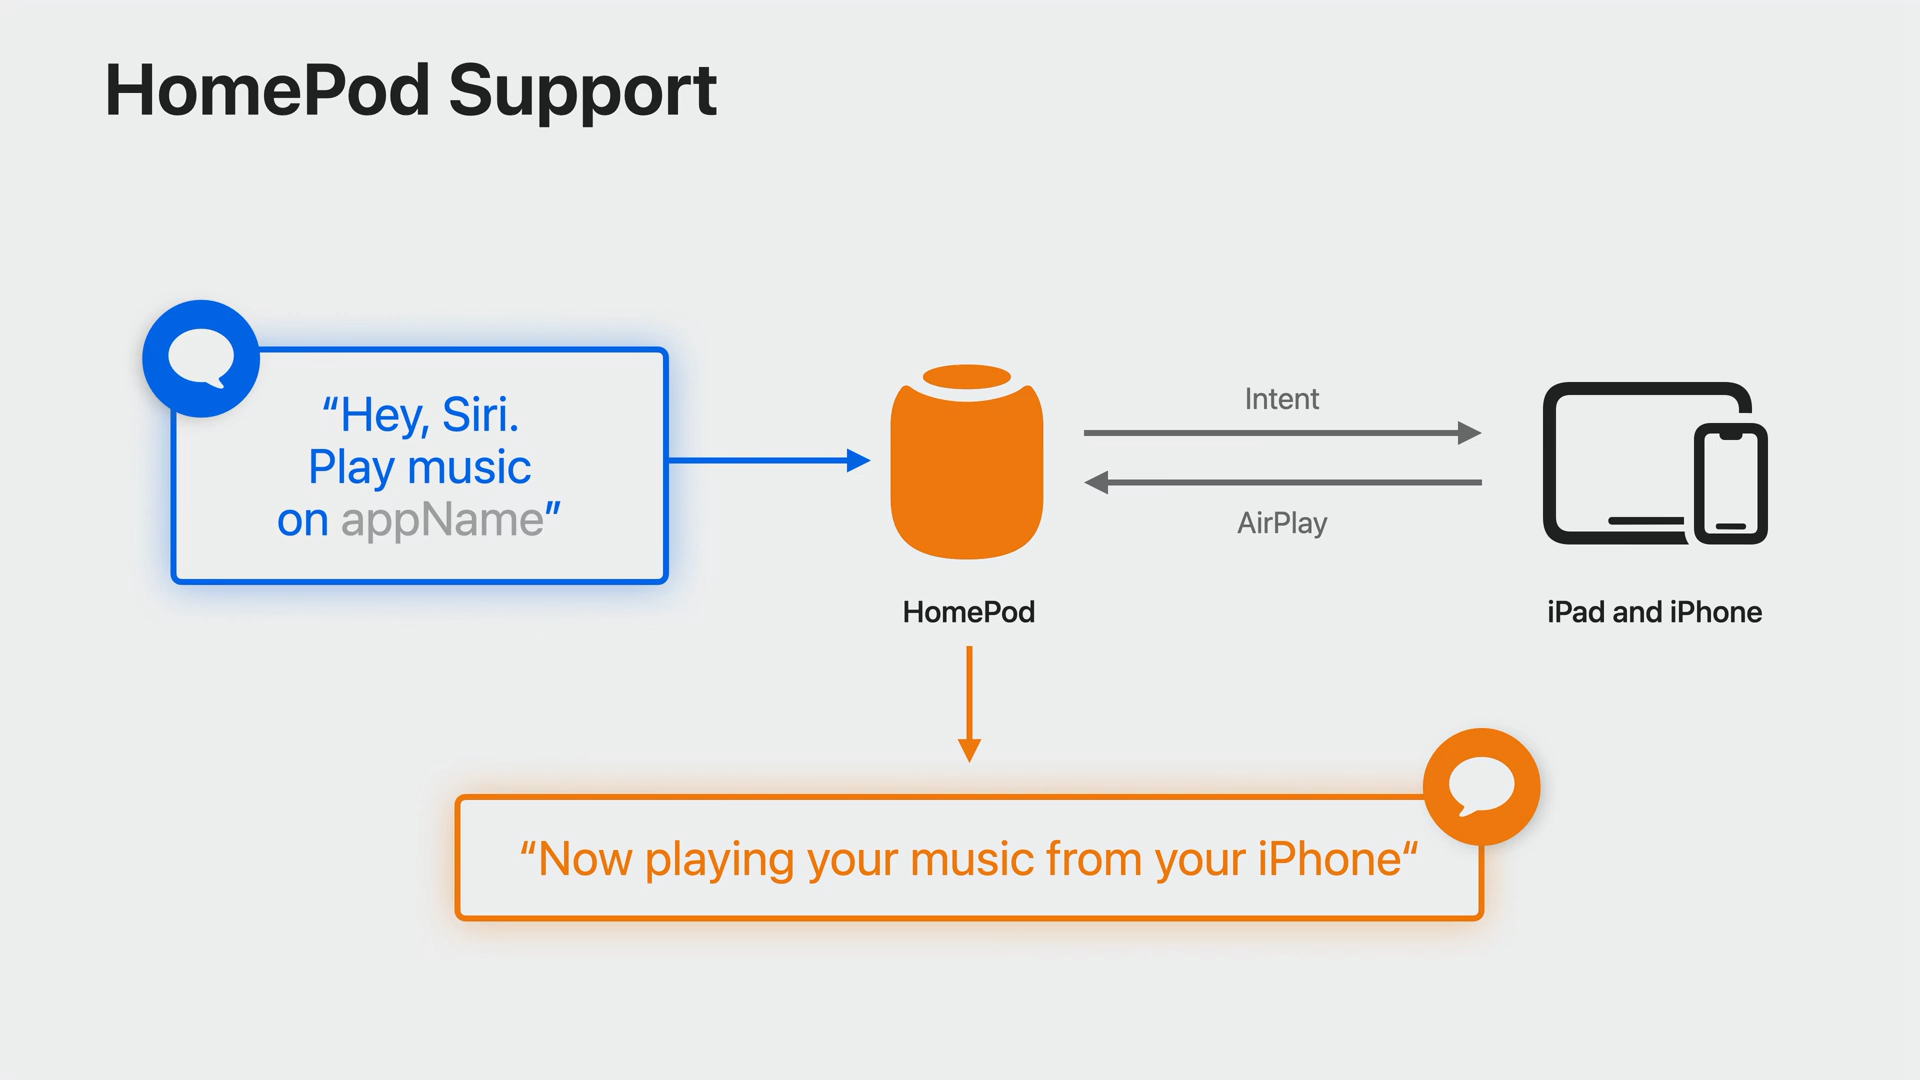 HomePod Support
“Hey, Siri.
Play music
on appName”
Intent
AirPlay
HomePod
iPad and iPhone
“Now playing your music from your iPhone“